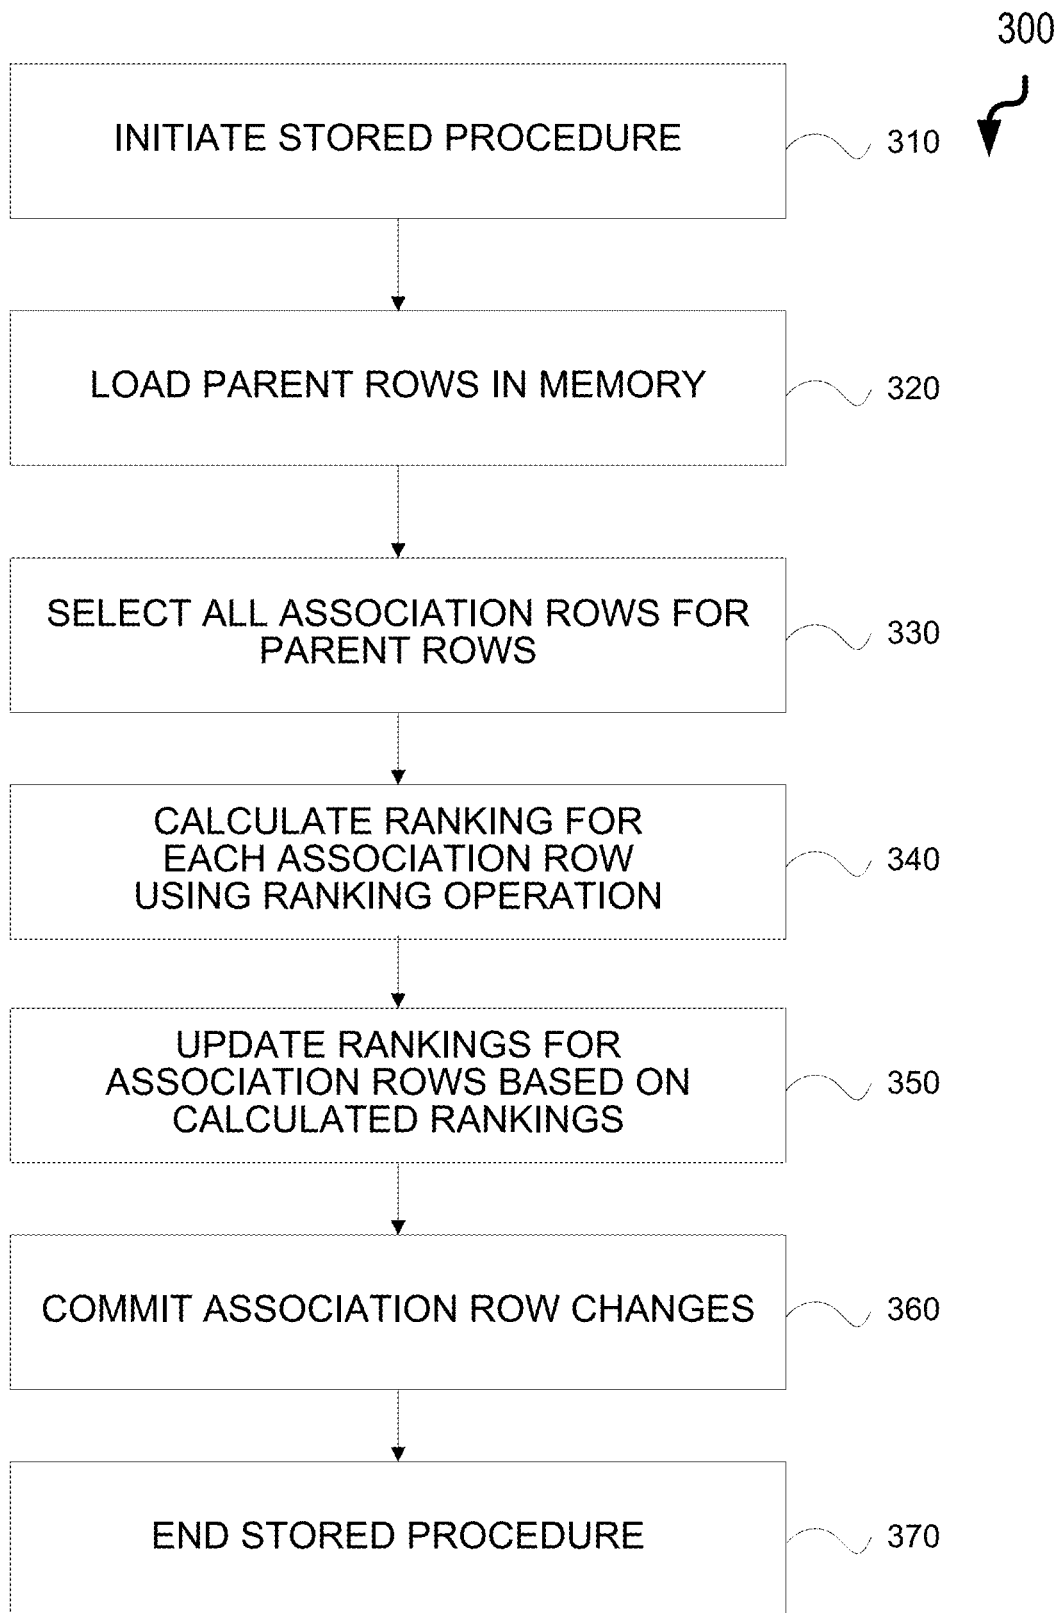 300
INITIATE STORED PROCEDURE
310
LOAD PARENT ROWS IN MEMORY
320
SELECT ALL ASSOCIATION ROWS FOR
PARENT ROWS
330
CALCULATE RANKING FOR
EACH ASSOCIATION ROW
USING RANKING OPERATION
340
UPDATE RANKINGS FOR
ASSOCIATION ROWS BASED ON
CALCULATED RANKINGS
350
COMMIT ASSOCIATION ROW CHANGES
360
END STORED PROCEDURE
370